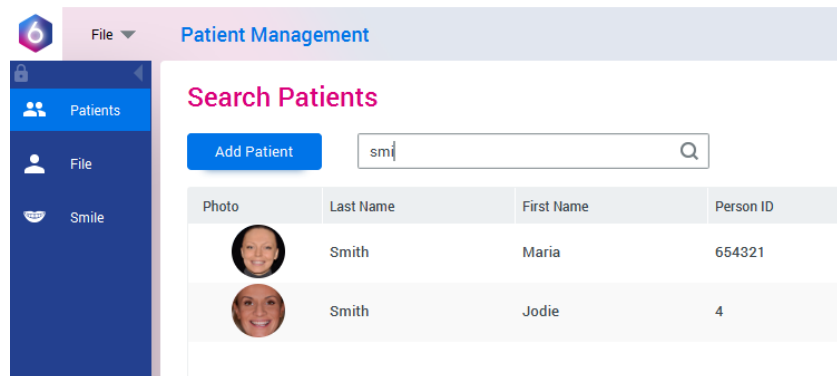 6 File Patient Management
Patients
File
Smile
Search Patients
Add Patient smi
Photo Last Name First Name Person ID
Smith Maria 654321
Smith Jodie 4